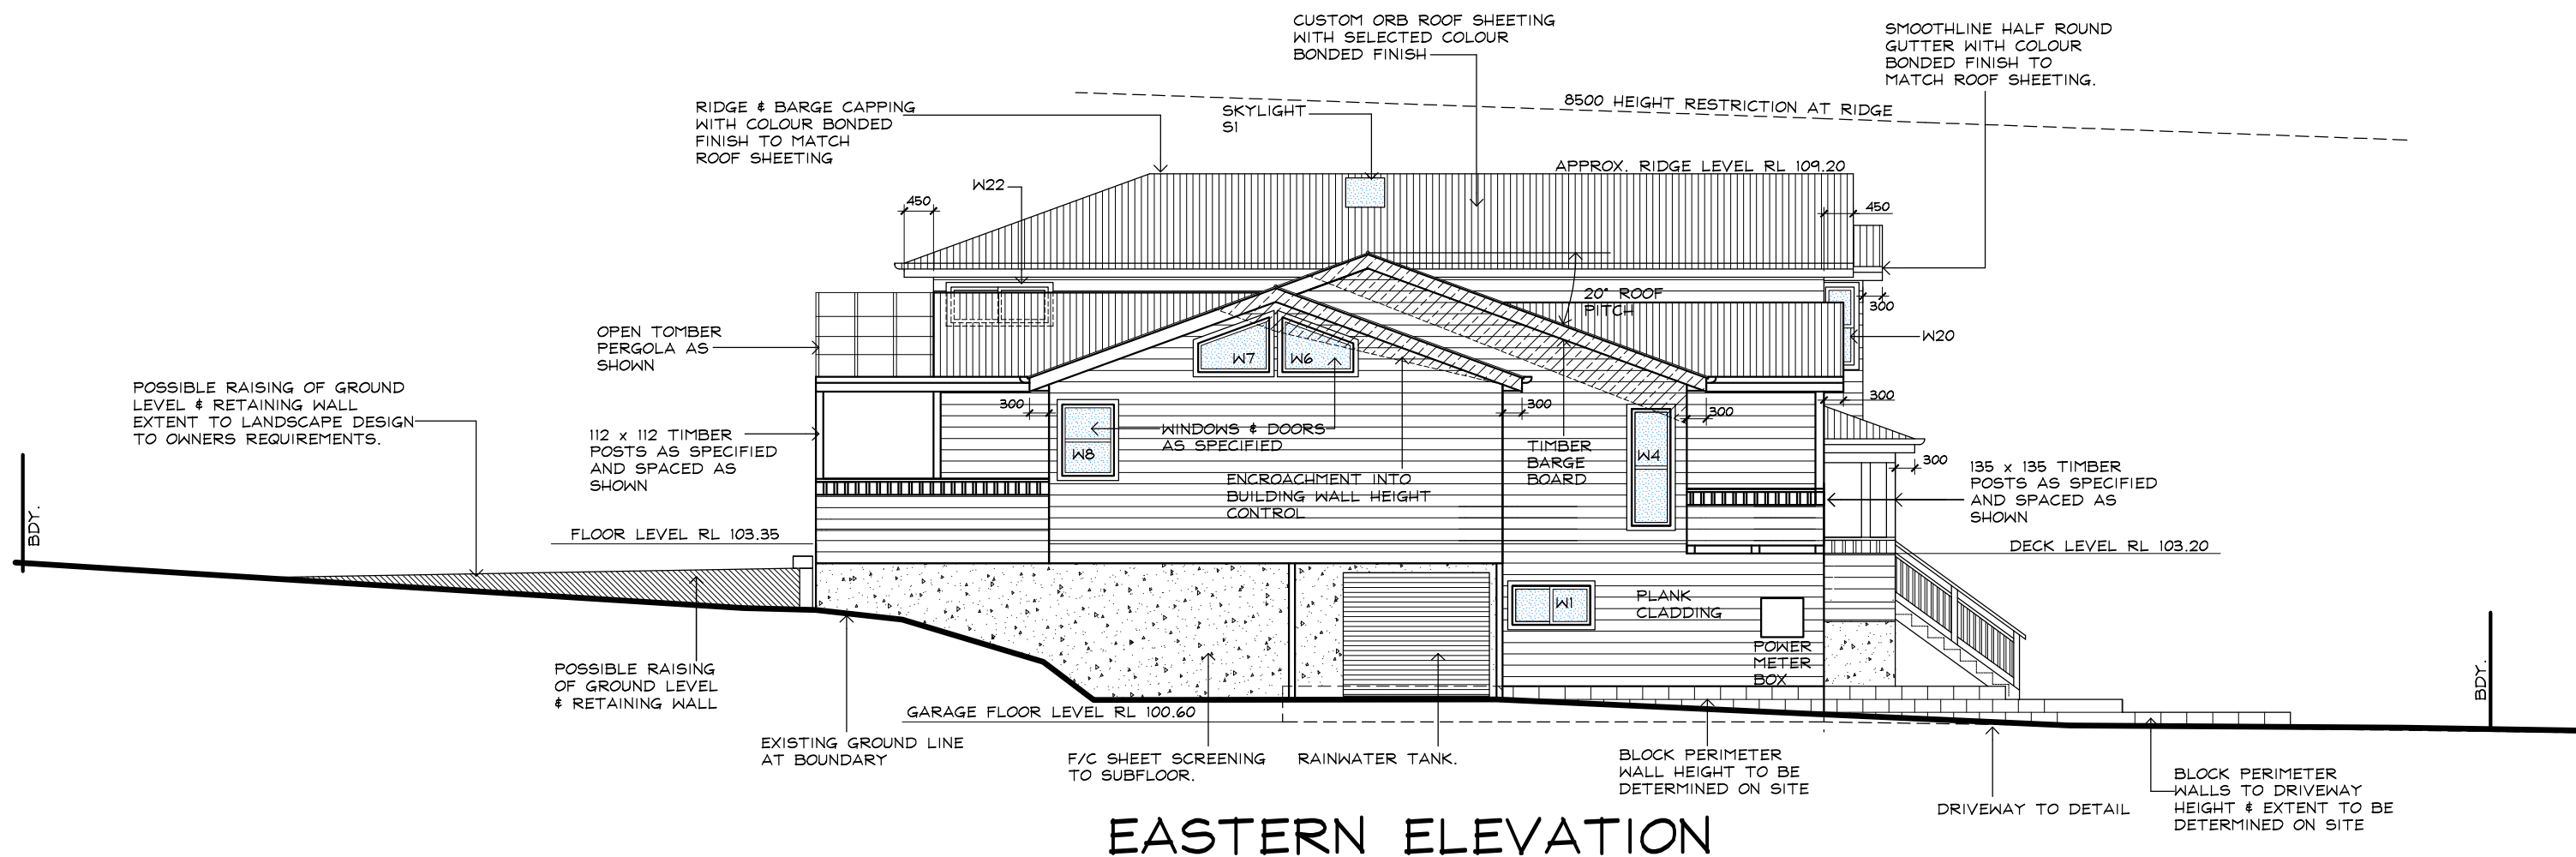 CUSTOM ORB ROOF SHEETING
WITH SELECTED COLOUR
BONDED FINISH
SMOOTHLINE HALF ROUND
GUTTER WITH COLOUR
BONDED FINISH TO
MATCH ROOF SHEETING.
RIDGE & BARGE CAPPING
WITH COLOUR BONDED
FINISH TO MATCH
ROOF SHEETING
SKYLIGHT
S1
8500 HEIGHT RESTRICTION AT RIDGE
APPROX. RIDGE LEVEL RL 109.20
W22
450
450
300
20° ROOF
PITCH
W20
OPEN TOMBER
PERGOLA AS
SHOWN
W7
W6
POSSIBLE RAISING OF GROUND
LEVEL & RETAINING WALL
EXTENT TO LANDSCAPE DESIGN
TO OWNERS REQUIREMENTS.
112 x 112 TIMBER
POSTS AS SPECIFIED
AND SPACED AS
SHOWN
300
300
300
300
WINDOWS & DOORS
AS SPECIFIED
W8
TIMBER
BARGE
BOARD
W4
300
135 x 135 TIMBER
POSTS AS SPECIFIED
AND SPACED AS
SHOWN
ENCROACHMENT INTO
BUILDING WALL HEIGHT
CONTROL
BDY.
FLOOR LEVEL RL 103.35
DECK LEVEL RL 103.20
W1
PLANK
CLADDING
POWER
METER
BOX
BDY.
POSSIBLE RAISING
OF GROUND LEVEL
& RETAINING WALL
GARAGE FLOOR LEVEL RL 100.60
EXISTING GROUND LINE
AT BOUNDARY
F/C SHEET SCREENING
TO SUBFLOOR.
RAINWATER TANK.
BLOCK PERIMETER
WALL HEIGHT TO BE
DETERMINED ON SITE
DRIVEWAY TO DETAIL
BLOCK PERIMETER
WALLS TO DRIVEWAY
HEIGHT & EXTENT TO BE
DETERMINED ON SITE
EASTERN ELEVATION